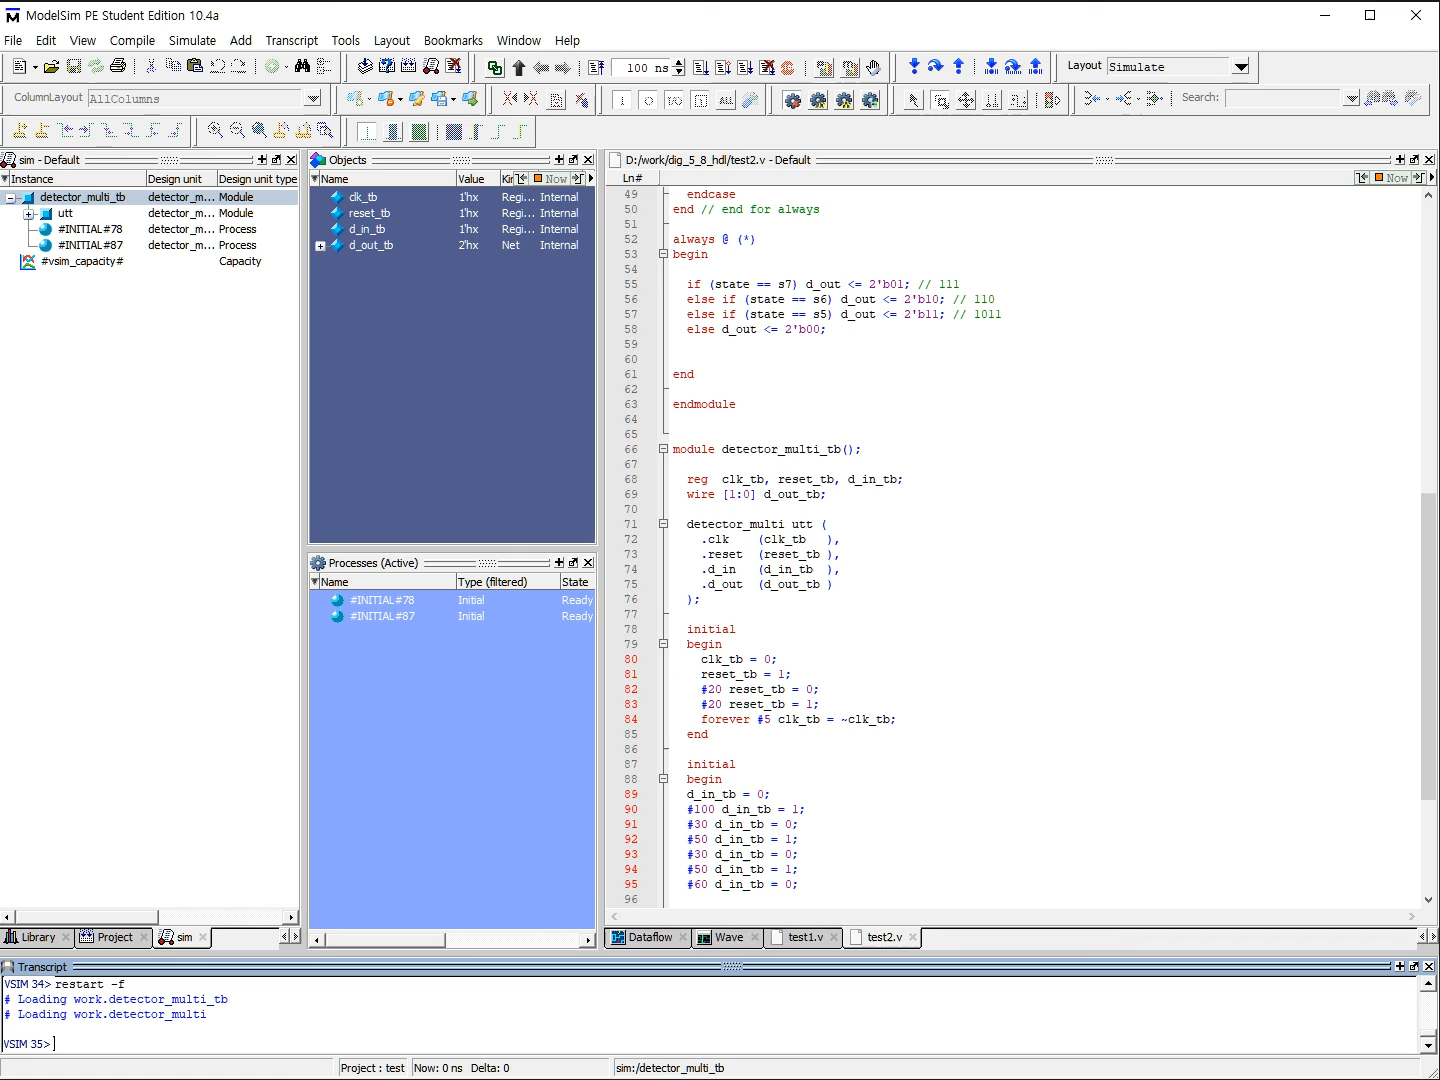 ModelSim PE Student Edition 10.4a
File Edit View Compile Simulate Add Transcript Tools Layout Bookmarks Window Help
100 ns
Layout Simulate
ColumnLayout AllColumns
Search:
sim - Default
Instance Design unit Design unit type
detector_multi_tb detector_m... Module
utt detector_m... Module
#INITIAL#78 detector_m... Process
#INITIAL#87 detector_m... Process
#vsim_capacity# Capacity
Library Project sim
Objects
Name Value Kir Now
clk_tb 1'hx Regi... Internal
reset_tb 1'hx Regi... Internal
d_in_tb 1'hx Regi... Internal
d_out_tb 2'hx Net Internal
Processes (Active)
Name Type (filtered) State
#INITIAL#78 Initial Ready
#INITIAL#87 Initial Ready
D:/work/dig_5_8_hdl/test2.v - Default
Ln# Now
49 endcase
50 end // end for always
51
52 always @ (*)
53 begin
54
55 if (state == s7) d_out <= 2'b01; // 111
56 else if (state == s6) d_out <= 2'b10; // 110
57 else if (state == s5) d_out <= 2'b11; // 1011
58 else d_out <= 2'b00;
59
60
61 end
62
63 endmodule
64
65
66 module detector_multi_tb();
67
68 reg clk_tb, reset_tb, d_in_tb;
69 wire [1:0] d_out_tb;
70
71 detector_multi utt (
72 .clk (clk_tb ),
73 .reset (reset_tb ),
74 .d_in (d_in_tb ),
75 .d_out (d_out_tb )
76 );
77
78 initial
79 begin
80 clk_tb = 0;
81 reset_tb = 1;
82 #20 reset_tb = 0;
83 #20 reset_tb = 1;
84 forever #5 clk_tb = ~clk_tb;
85 end
86
87 initial
88 begin
89 d_in_tb = 0;
90 #100 d_in_tb = 1;
91 #30 d_in_tb = 0;
92 #50 d_in_tb = 1;
93 #30 d_in_tb = 0;
94 #50 d_in_tb = 1;
95 #60 d_in_tb = 0;
96
Dataflow Wave test1.v test2.v
Transcript
VSIM 34> restart -f
# Loading work.detector_multi_tb
# Loading work.detector_multi
VSIM 35>
Project : test Now: 0 ns Delta: 0 sim:/detector_multi_tb